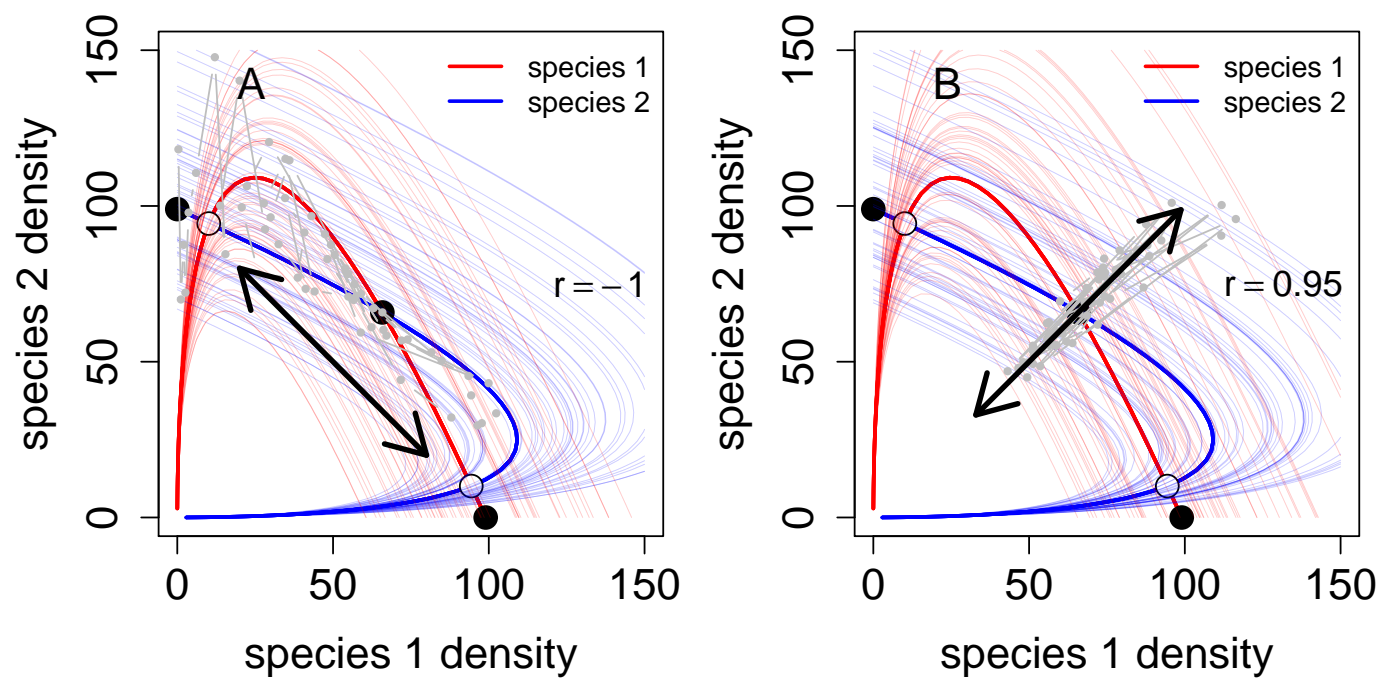 A
species 1
species 2
r = − 1
150
100
50
0
species 2 density
0
50
100
150
species 1 density
B
species 1
species 2
r = 0.95
150
100
50
0
species 2 density
0
50
100
150
species 1 density